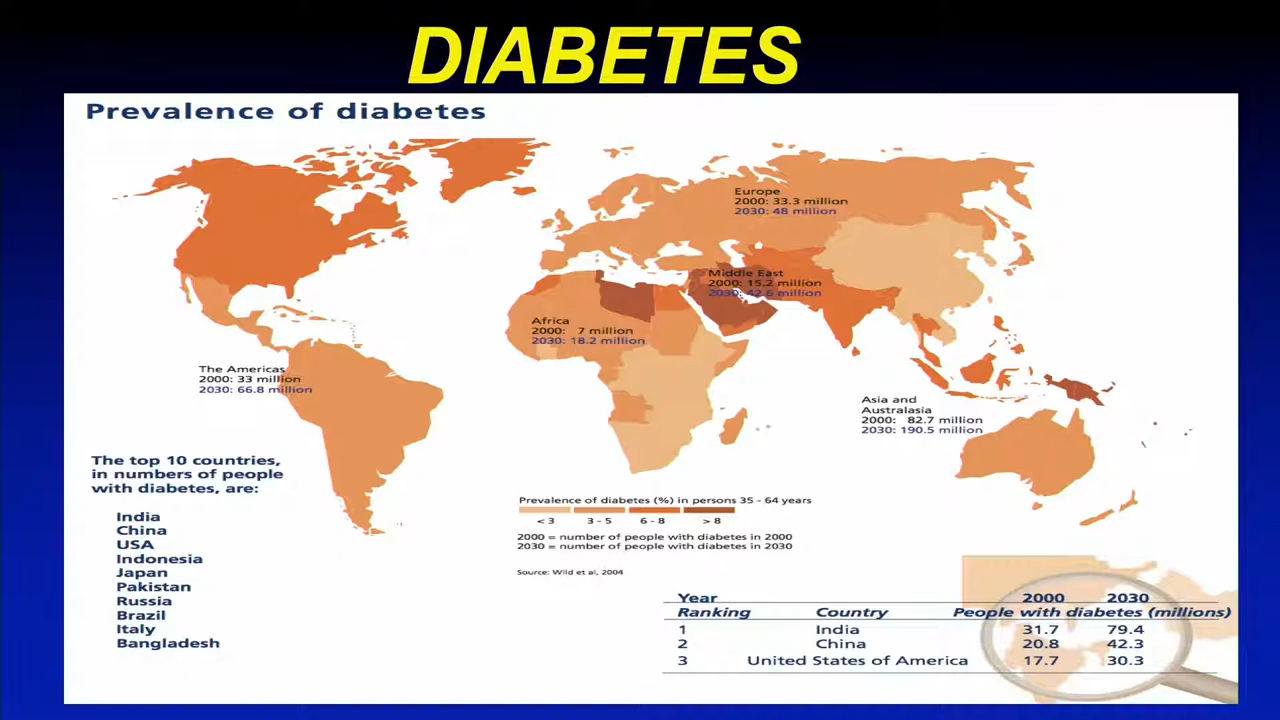 DIABETES
Prevalence of diabetes
Europe
2000: 33.3 million
2030: 48 million
Middle East
2000: 15.2 million
2030: 42.6 million
Africa
2000: 7 million
2030: 18.2 million
The Americas
2000: 33 million
2030: 66.8 million
Asia and
Australasia
2000: 82.7 million
2030: 190.5 million
The top 10 countries,
in numbers of people
with diabetes, are:
India
China
USA
Indonesia
Japan
Pakistan
Russia
Brazil
Italy
Bangladesh
Prevalence of diabetes (%) in persons 35 - 64 years
< 3 3 - 5 6 - 8 > 8
2000 = number of people with diabetes in 2000
2030 = number of people with diabetes in 2030
Source: Wild et al, 2004
Year 2000 2030
Ranking Country People with diabetes (millions)
1 India 31.7 79.4
2 China 20.8 42.3
3 United States of America 17.7 30.3